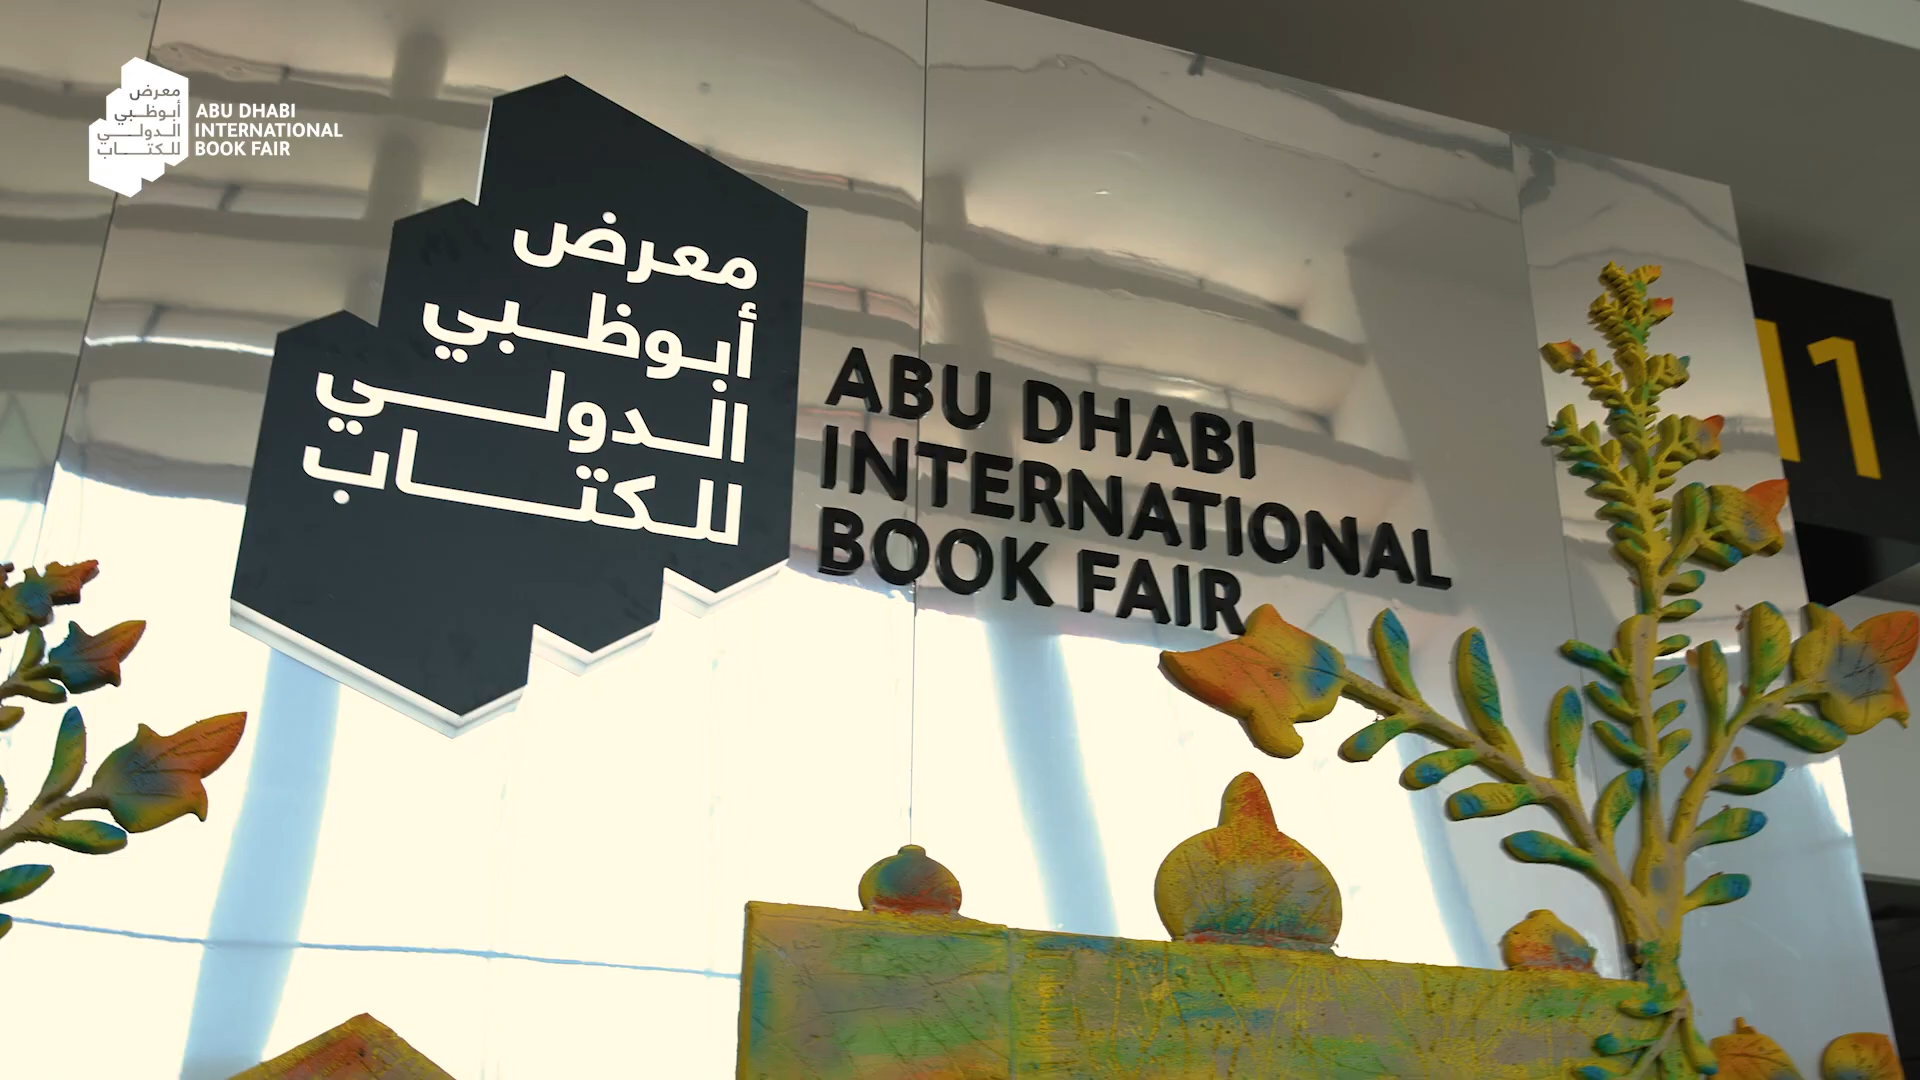 معرض
أبوظبي
الدولي
للكتاب
ABU DHABI
INTERNATIONAL
BOOK FAIR
معرض
أبوظبي
الدولي
للكتاب
ABU DHABI
INTERNATIONAL
BOOK FAIR
11